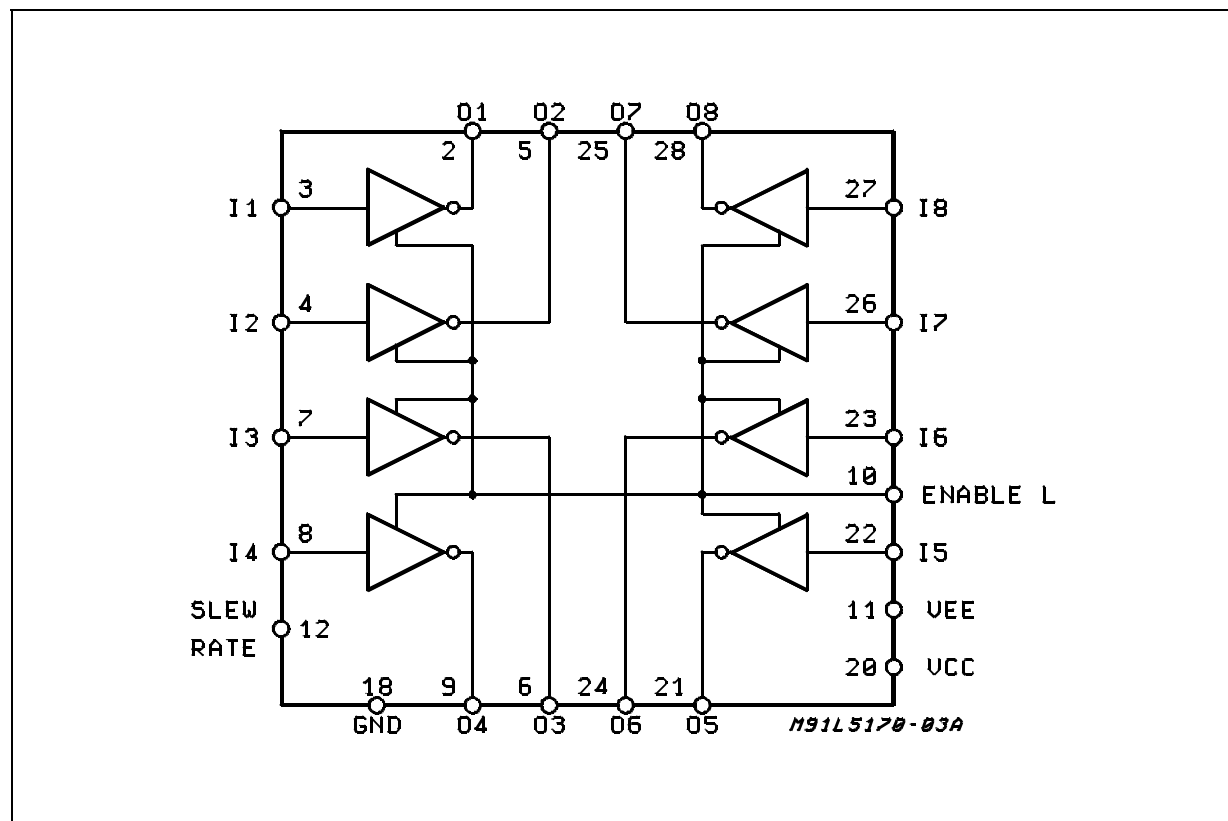 O1 O2 O7 O8
2 5 25 28
I1 3 27 I8
I2 4 26 I7
I3 7 23 I6
10 ENABLE L
I4 8 22 I5
SLEW
RATE
12
11 VEE
20 VCC
18 9 6 24 21
GND O4 O3 O6 O5
M91L5170-03A